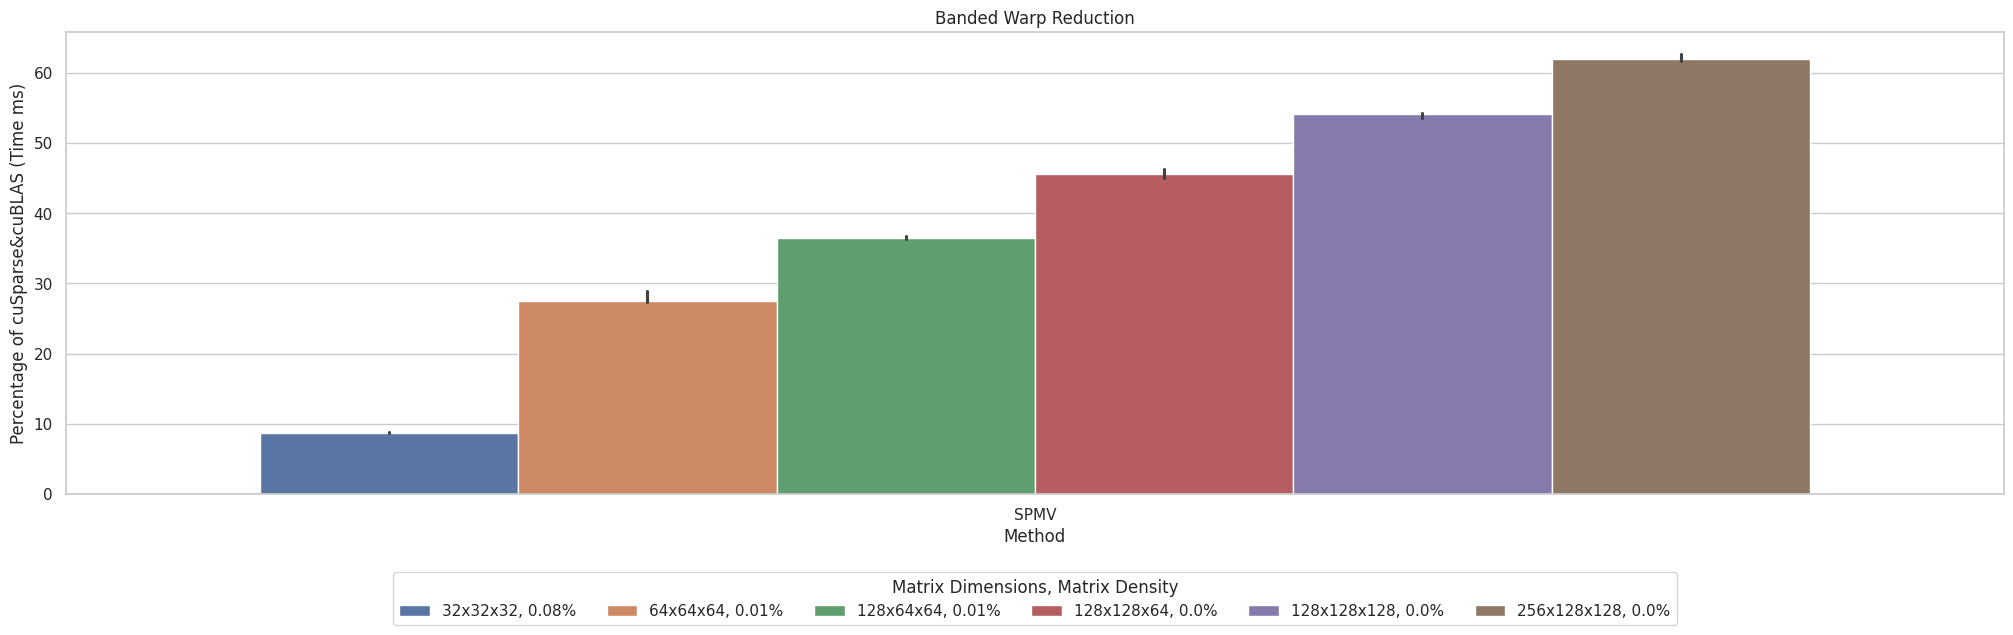 Banded Warp Reduction
Percentage of cuSparse&cuBLAS (Time ms)
60
50
40
30
20
10
0
SPMV
Method
Matrix Dimensions, Matrix Density
32x32x32, 0.08% 64x64x64, 0.01% 128x64x64, 0.01% 128x128x64, 0.0% 128x128x128, 0.0% 256x128x128, 0.0%